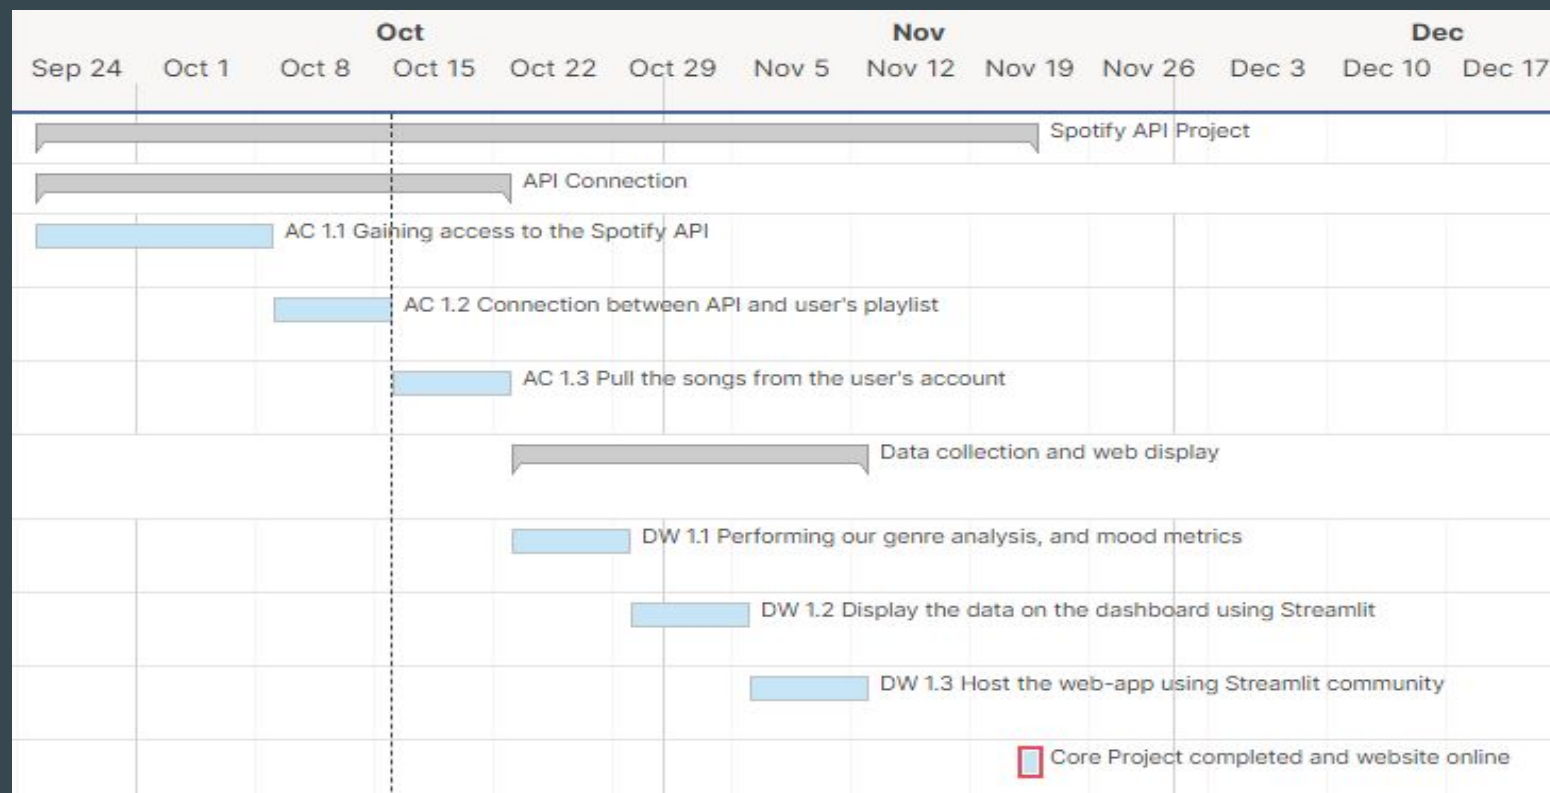 Oct Nov Dec
Sep 24 Oct 1 Oct 8 Oct 15 Oct 22 Oct 29 Nov 5 Nov 12 Nov 19 Nov 26 Dec 3 Dec 10 Dec 17
Spotify API Project
API Connection
AC 1.1 Gaining access to the Spotify API
AC 1.2 Connection between API and user's playlist
AC 1.3 Pull the songs from the user's account
Data collection and web display
DW 1.1 Performing our genre analysis, and mood metrics
DW 1.2 Display the data on the dashboard using Streamlit
DW 1.3 Host the web-app using Streamlit community
Core Project completed and website online